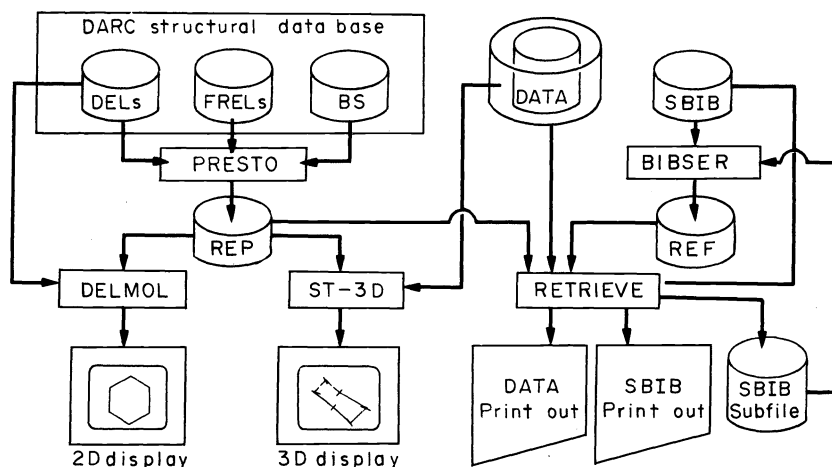 DARC structural data base
DELs
FRELs
BS
DATA
SBIB
PRESTO
BIBSER
REP
REF
DELMOL
ST-3D
RETRIEVE
DATA
Print out
SBIB
Print out
SBIB
Subfile
2D display
3D display